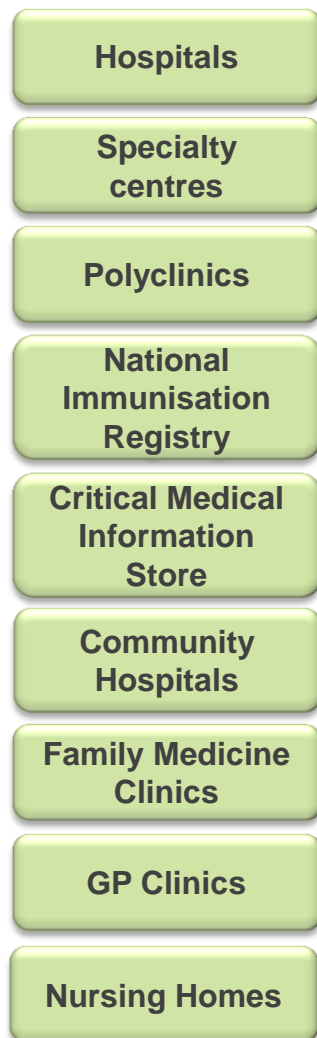 Hospitals
Specialty
centres
Polyclinics
National
Immunisation
Registry
Critical Medical
Information
Store
Community
Hospitals
Family Medicine
Clinics
GP Clinics
Nursing Homes